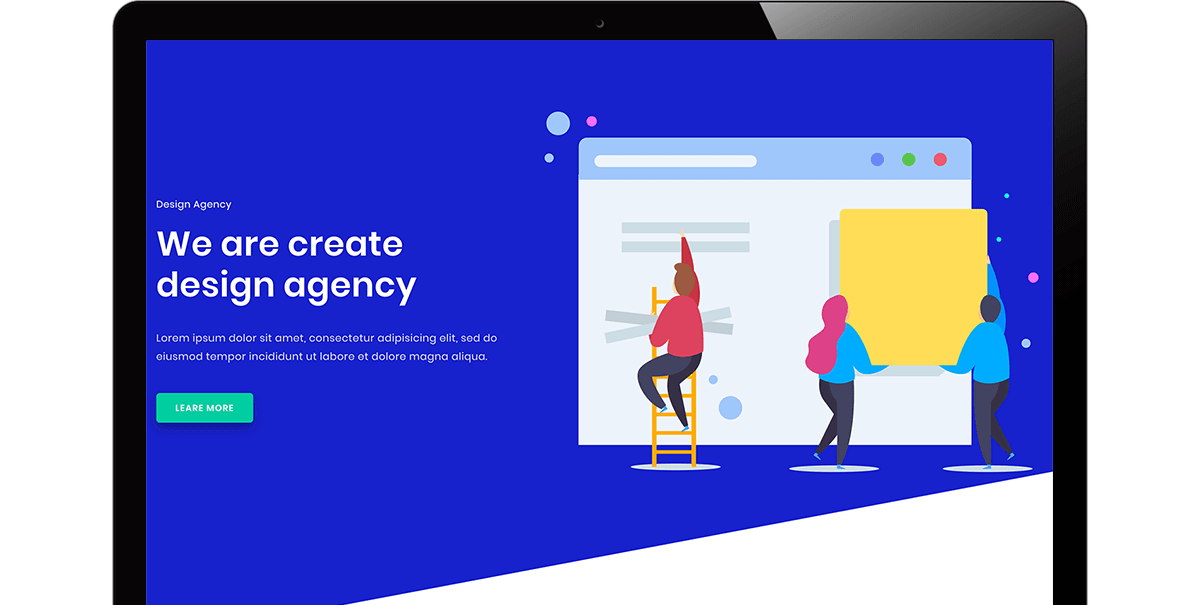 Design Agency
We are create
design agency
Lorem ipsum dolor sit amet, consectetur adipisicing elit, sed do
eiusmod tempor incididunt ut labore et dolore magna aliqua.
LEARE MORE